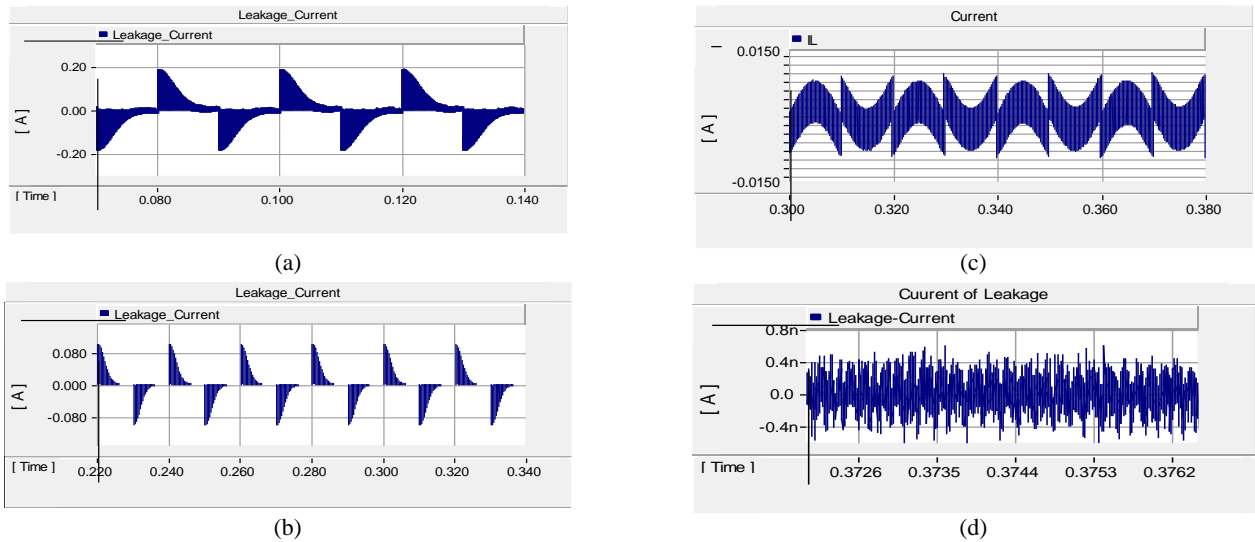 Leakage_Current
Leakage_Current
0.20
0.00
-0.20
[ A ]
[ Time ]
0.080
0.100
0.120
0.140
(a)
Leakage_Current
Leakage_Current
0.080
0.000
-0.080
[ A ]
[ Time ]
0.220
0.240
0.260
0.280
0.300
0.320
0.340
(b)
Current
IL
0.0150
-0.0150
[ A ]
0.300
0.320
0.340
0.360
0.380
(c)
Cuurent of Leakage
Leakage-Current
0.8n
0.4n
0.0
-0.4n
[ A ]
[ Time ]
0.3726
0.3735
0.3744
0.3753
0.3762
(d)